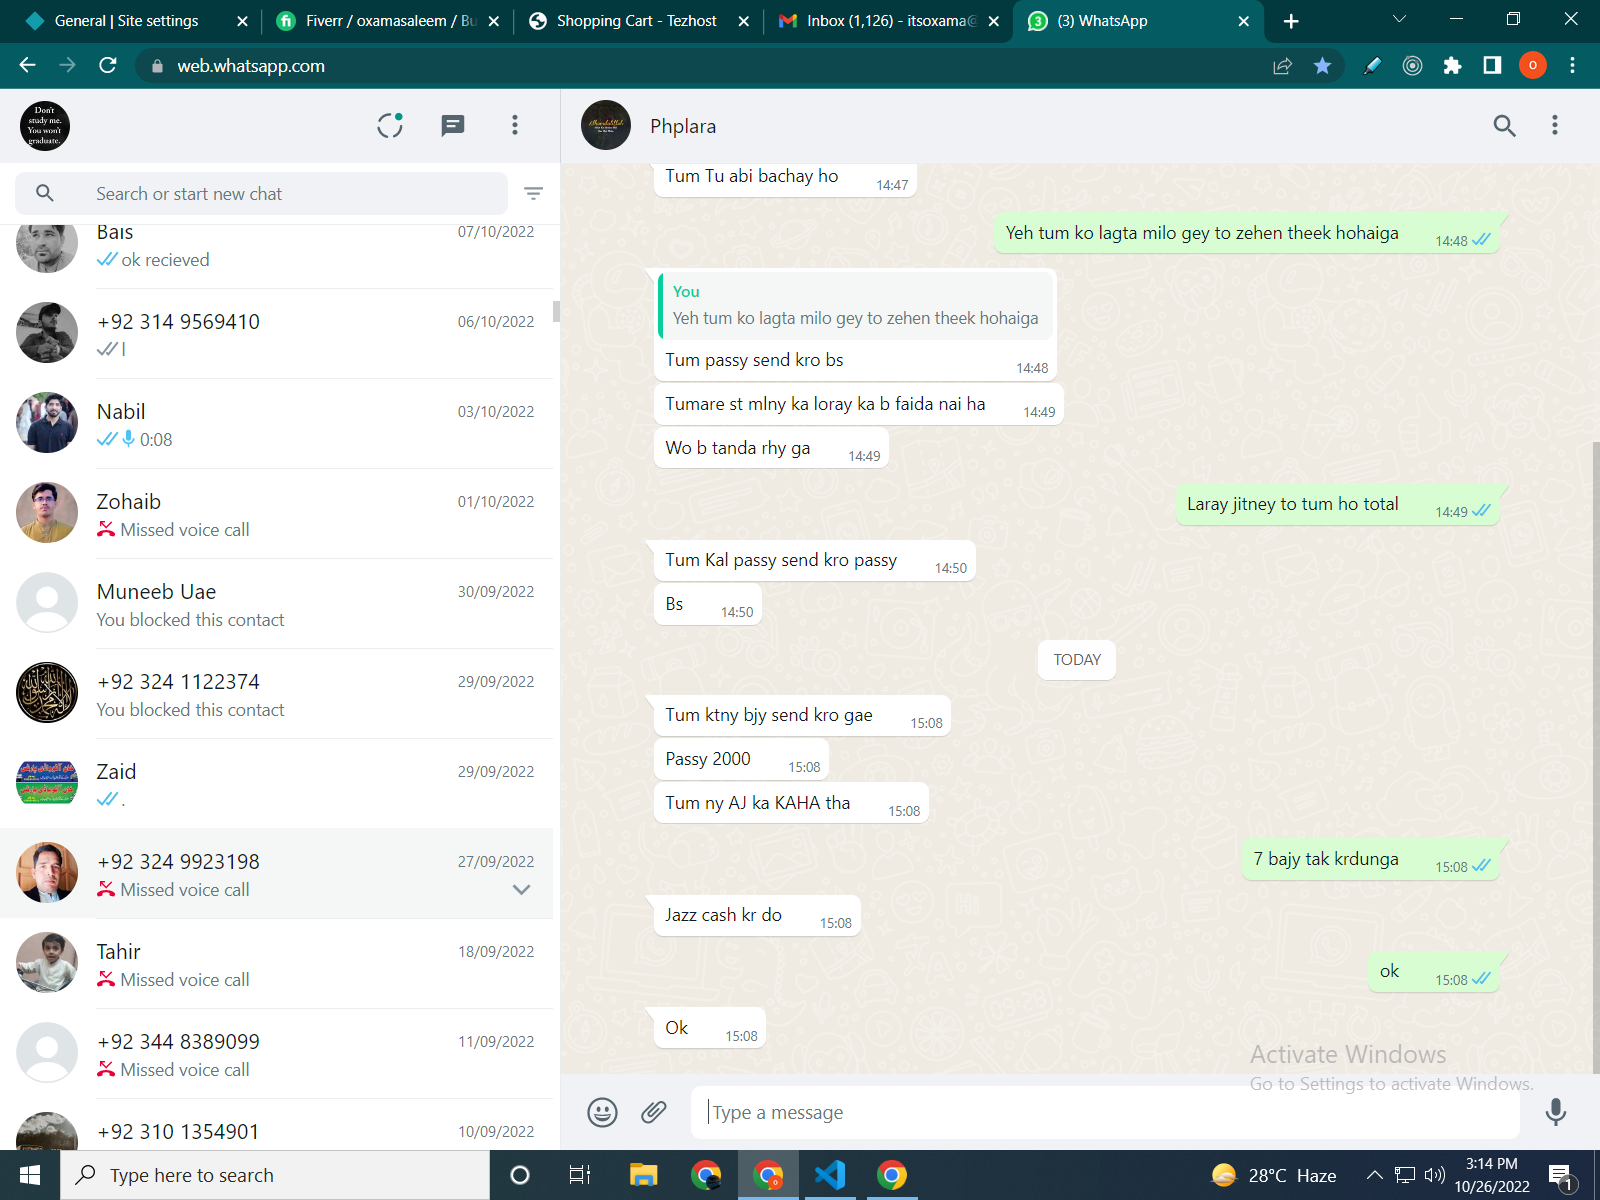 General | Site settings
Fiverr / oxamasaleem / Bu
Shopping Cart - Tezhost
Inbox (1,126) - itsoxama@
(3) WhatsApp
web.whatsapp.com
O
Don't
study me.
You won't
graduate.
Phplara
Search or start new chat
Bais
07/10/2022
ok recieved
+92 314 9569410
06/10/2022
I
Nabil
03/10/2022
0:08
Zohaib
01/10/2022
Missed voice call
Muneeb Uae
30/09/2022
You blocked this contact
+92 324 1122374
29/09/2022
You blocked this contact
Zaid
29/09/2022
.
+92 324 9923198
27/09/2022
Missed voice call
Tahir
18/09/2022
Missed voice call
+92 344 8389099
11/09/2022
Missed voice call
+92 310 1354901
10/09/2022
Tum Tu abi bachay ho
14:47
Yeh tum ko lagta milo gey to zehen theek hohaiga
14:48
You
Yeh tum ko lagta milo gey to zehen theek hohaiga
Tum passy send kro bs
14:48
Tumare st mlny ka loray ka b faida nai ha
14:49
Wo b tanda rhy ga
14:49
Laray jitney to tum ho total
14:49
Tum Kal passy send kro passy
14:50
Bs
14:50
TODAY
Tum ktny bjy send kro gae
15:08
Passy 2000
15:08
Tum ny AJ ka KAHA tha
15:08
7 bajy tak krdunga
15:08
Jazz cash kr do
15:08
ok
15:08
Ok
15:08
Activate Windows
Go to Settings to activate Windows.
Type a message
Type here to search
28°C Haze
3:14 PM
10/26/2022
1